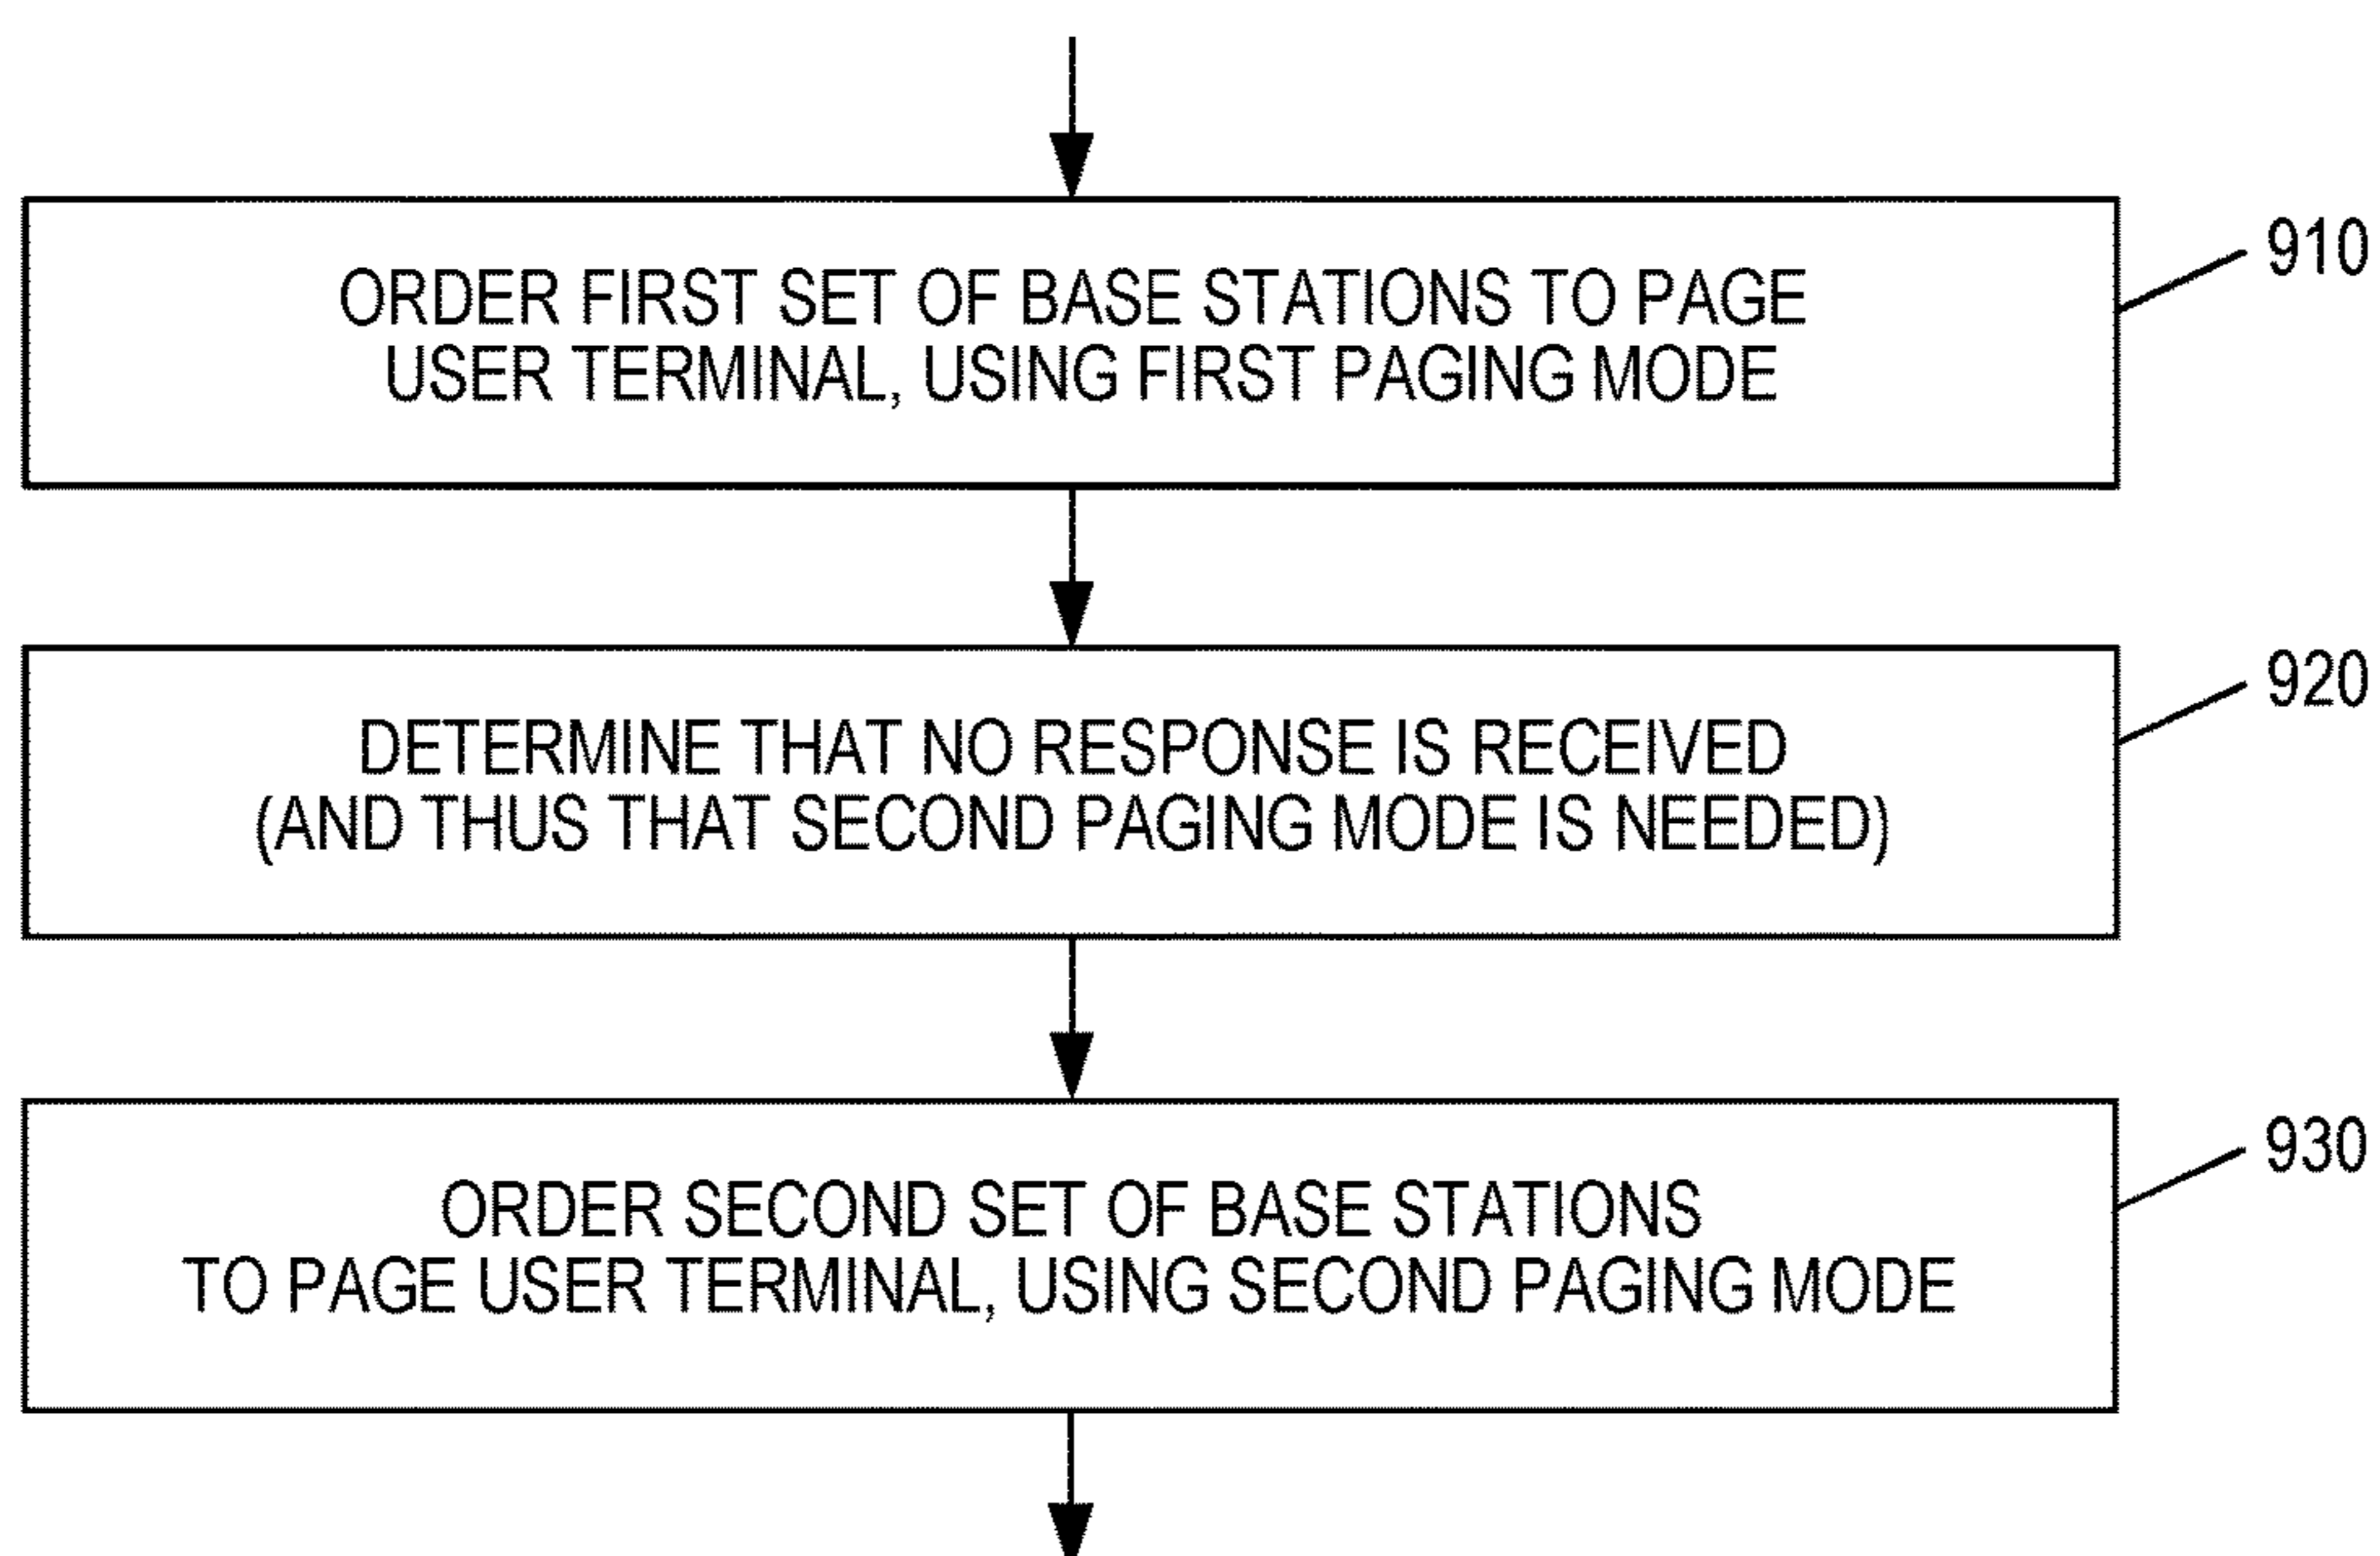 ORDER FIRST SET OF BASE STATIONS TO PAGE
USER TERMINAL, USING FIRST PAGING MODE
910
DETERMINE THAT NO RESPONSE IS RECEIVED
(AND THUS THAT SECOND PAGING MODE IS NEEDED)
920
ORDER SECOND SET OF BASE STATIONS
TO PAGE USER TERMINAL, USING SECOND PAGING MODE
930